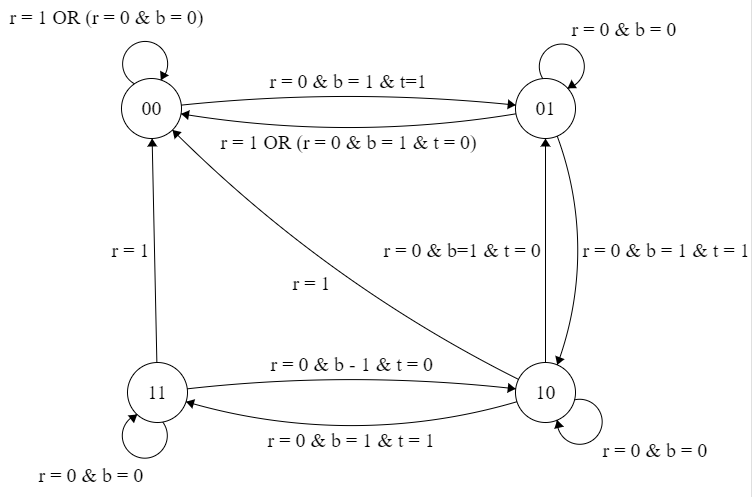 r = 1 OR (r = 0 & b = 0)
r = 0 & b = 0
00
r = 0 & b = 1 & t=1
01
r = 1 OR (r = 0 & b = 1 & t = 0)
r = 1
r = 0 & b=1 & t = 0
r = 0 & b = 1 & t = 1
r = 1
11
r = 0 & b - 1 & t = 0
10
r = 0 & b = 1 & t = 1
r = 0 & b = 0
r = 0 & b = 0